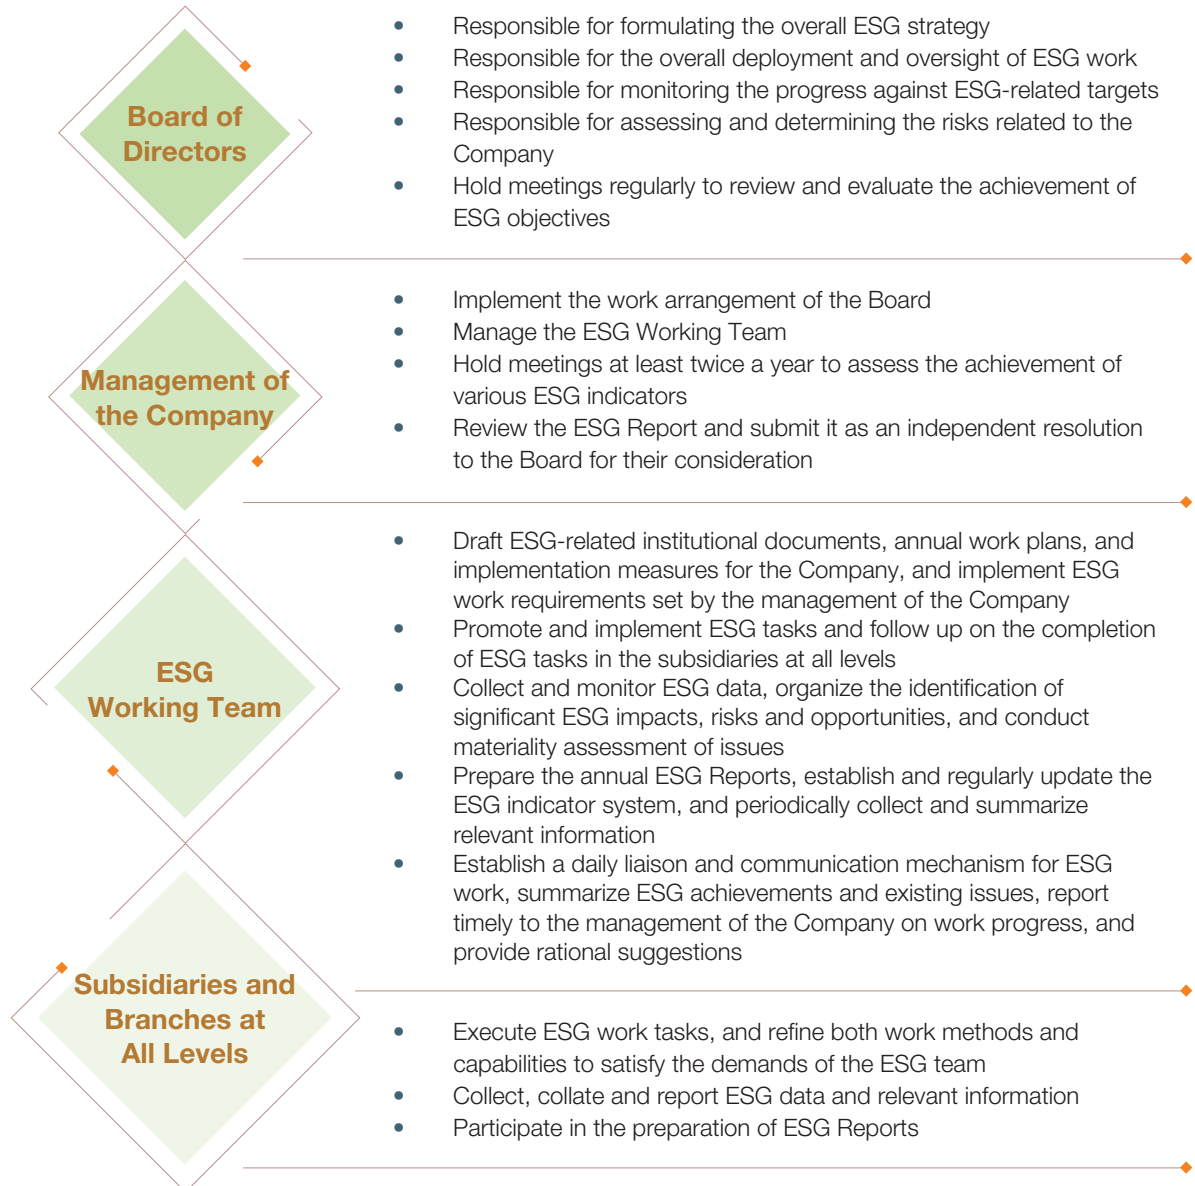 Board of
Directors
• Responsible for formulating the overall ESG strategy
• Responsible for the overall deployment and oversight of ESG work
• Responsible for monitoring the progress against ESG-related targets
• Responsible for assessing and determining the risks related to the
Company
• Hold meetings regularly to review and evaluate the achievement of
ESG objectives
Management of
the Company
• Implement the work arrangement of the Board
• Manage the ESG Working Team
• Hold meetings at least twice a year to assess the achievement of
various ESG indicators
• Review the ESG Report and submit it as an independent resolution
to the Board for their consideration
ESG
Working Team
• Draft ESG-related institutional documents, annual work plans, and
implementation measures for the Company, and implement ESG
work requirements set by the management of the Company
• Promote and implement ESG tasks and follow up on the completion
of ESG tasks in the subsidiaries at all levels
• Collect and monitor ESG data, organize the identification of
significant ESG impacts, risks and opportunities, and conduct
materiality assessment of issues
• Prepare the annual ESG Reports, establish and regularly update the
ESG indicator system, and periodically collect and summarize
relevant information
• Establish a daily liaison and communication mechanism for ESG
work, summarize ESG achievements and existing issues, report
timely to the management of the Company on work progress, and
provide rational suggestions
Subsidiaries and
Branches at
All Levels
• Execute ESG work tasks, and refine both work methods and
capabilities to satisfy the demands of the ESG team
• Collect, collate and report ESG data and relevant information
• Participate in the preparation of ESG Reports